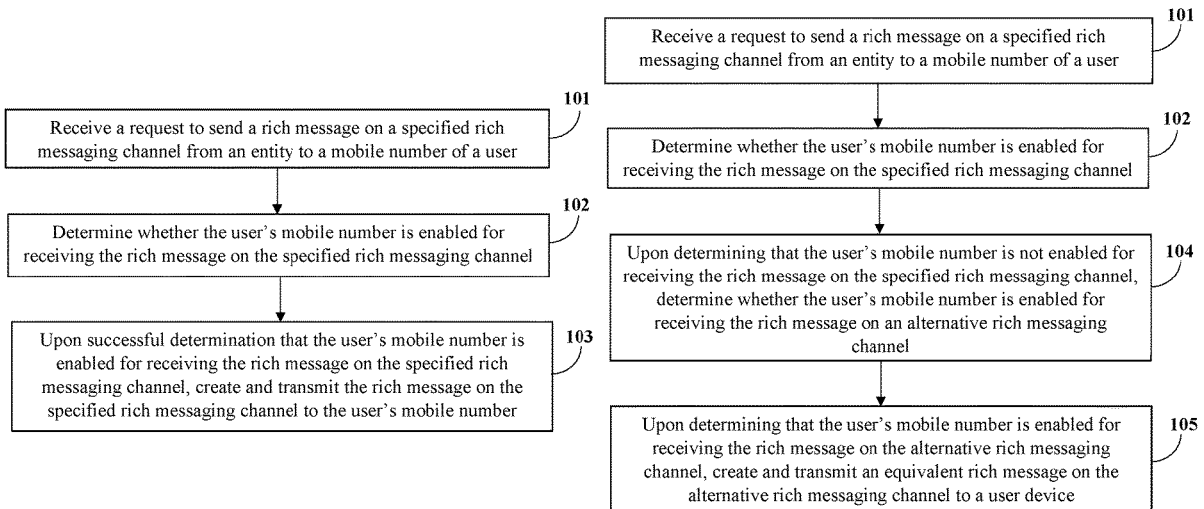 101
Receive a request to send a rich message on a specified rich
messaging channel from an entity to a mobile number of a user
102
Determine whether the user's mobile number is enabled for
receiving the rich message on the specified rich messaging channel
103
Upon successful determination that the user's mobile number is
enabled for receiving the rich message on the specified rich
messaging channel, create and transmit the rich message on the
specified rich messaging channel to the user's mobile number
101
Receive a request to send a rich message on a specified rich
messaging channel from an entity to a mobile number of a user
102
Determine whether the user's mobile number is enabled for
receiving the rich message on the specified rich messaging channel
104
Upon determining that the user's mobile number is not enabled for
receiving the rich message on the specified rich messaging channel,
determine whether the user's mobile number is enabled for
receiving the rich message on an alternative rich messaging
channel
105
Upon determining that the user's mobile number is enabled for
receiving the rich message on the alternative rich messaging
channel, create and transmit an equivalent rich message on the
alternative rich messaging channel to a user device